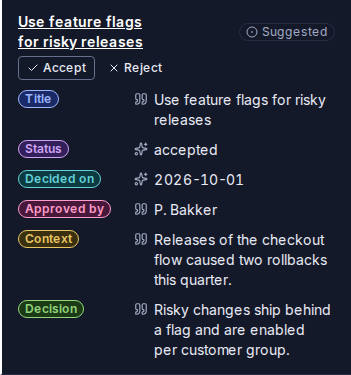 Use feature flags
for risky releases
Suggested
Accept
Reject
Title
Use feature flags for risky
releases
Status
accepted
Decided on
2026-10-01
Approved by
P. Bakker
Context
Releases of the checkout
flow caused two rollbacks
this quarter.
Decision
Risky changes ship behind
a flag and are enabled
per customer group.